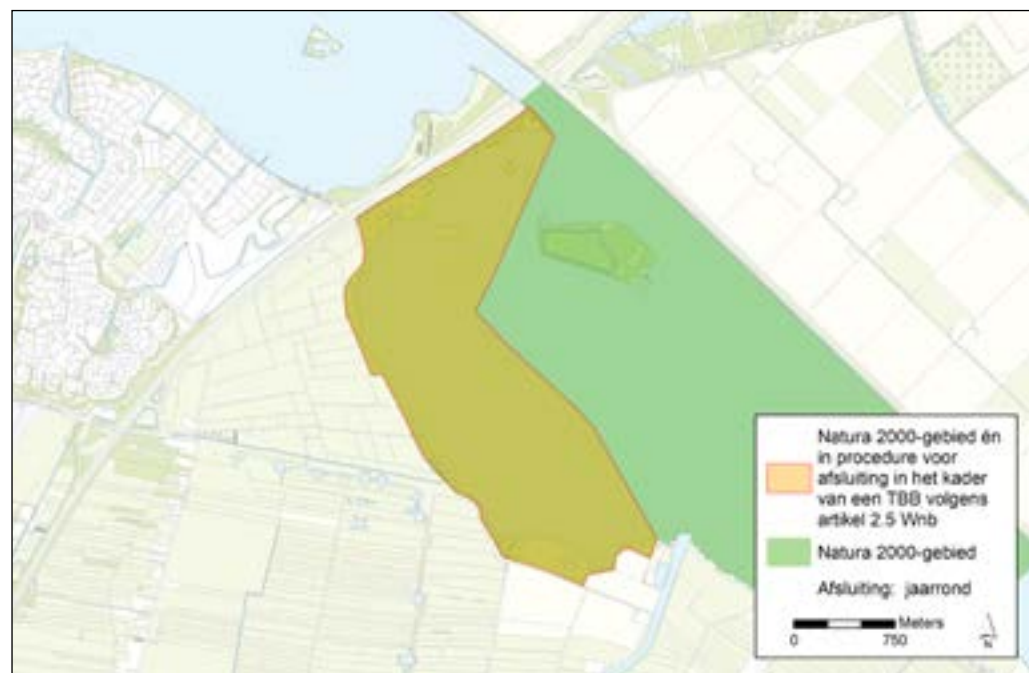 Natura 2000-gebied én
in procedure voor
afsluiting in het kader
van een TBB volgens
artikel 2.5 Wnb
Natura 2000-gebied
Afsluiting: jaarrond
Meters
0 750
N